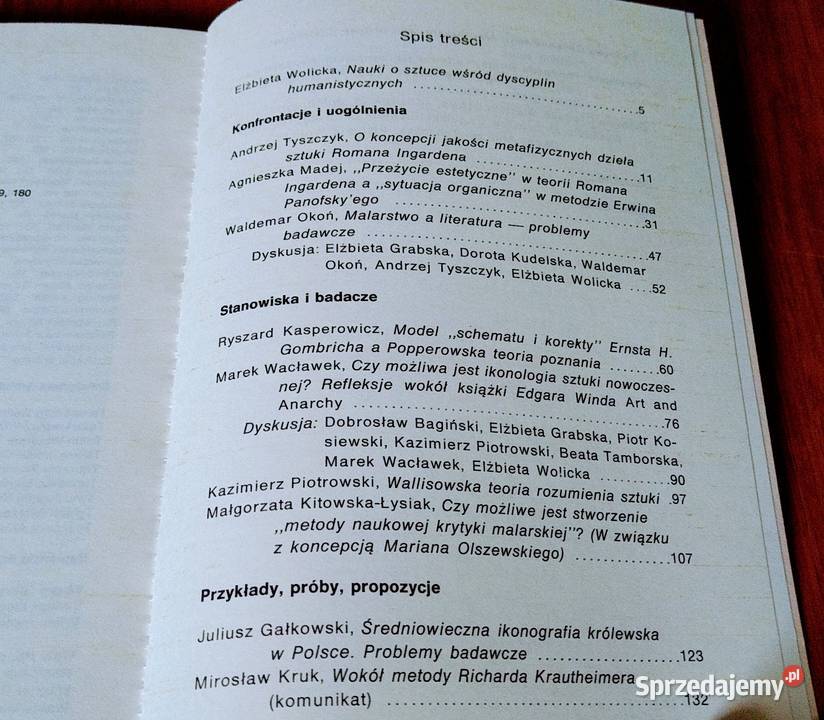 9, 180
Spis treści
Elżbieta Wolicka, Nauki o sztuce wśród dyscyplin
humanistycznych ................................5
Konfrontacje i uogólnienia
Andrzej Tyszczyk, O koncepcji jakości metafizycznych dzieła
sztuki Romana Ingardena ......................11
Agnieszka Madej, ,,Przeżycie estetyczne" w teorii Romana
Ingardena a ,,sytuacja organiczna" w metodzie Erwina
Panofsky'ego ..................................31
Waldemar Okoń, Malarstwo a literatura — problemy
badawcze ......................................47
Dyskusja: Elżbieta Grabska, Dorota Kudelska, Waldemar
Okoń, Andrzej Tyszczyk, Elżbieta Wolicka ....52
Stanowiska i badacze
Ryszard Kasperowicz, Model ,,schematu i korekty" Ernsta H.
Gombricha a Popperowska teoria poznania ........60
Marek Wacławek, Czy możliwa jest ikonologia sztuki nowoczes-
nej? Refleksje wokół książki Edgara Winda Art and
Anarchy ........................................76
Dyskusja: Dobrosław Bagiński, Elżbieta Grabska, Piotr Ko-
siewski, Kazimierz Piotrowski, Beata Tamborska,
Marek Wacławek, Elżbieta Wolicka ...........90
Kazimierz Piotrowski, Wallisowska teoria rozumienia sztuki .97
Małgorzata Kitowska-Łysiak, Czy możliwe jest stworzenie
,,metody naukowej krytyki malarskiej"? (W związku
z koncepcją Mariana Olszewskiego) ..............107
Przykłady, próby, propozycje
Juliusz Gałkowski, Średniowieczna ikonografia królewska
w Polsce. Problemy badawcze ....................123
Mirosław Kruk, Wokół metody Richarda Krautheimera
(komunikat) ....................................132
Sprzedajemy.pl